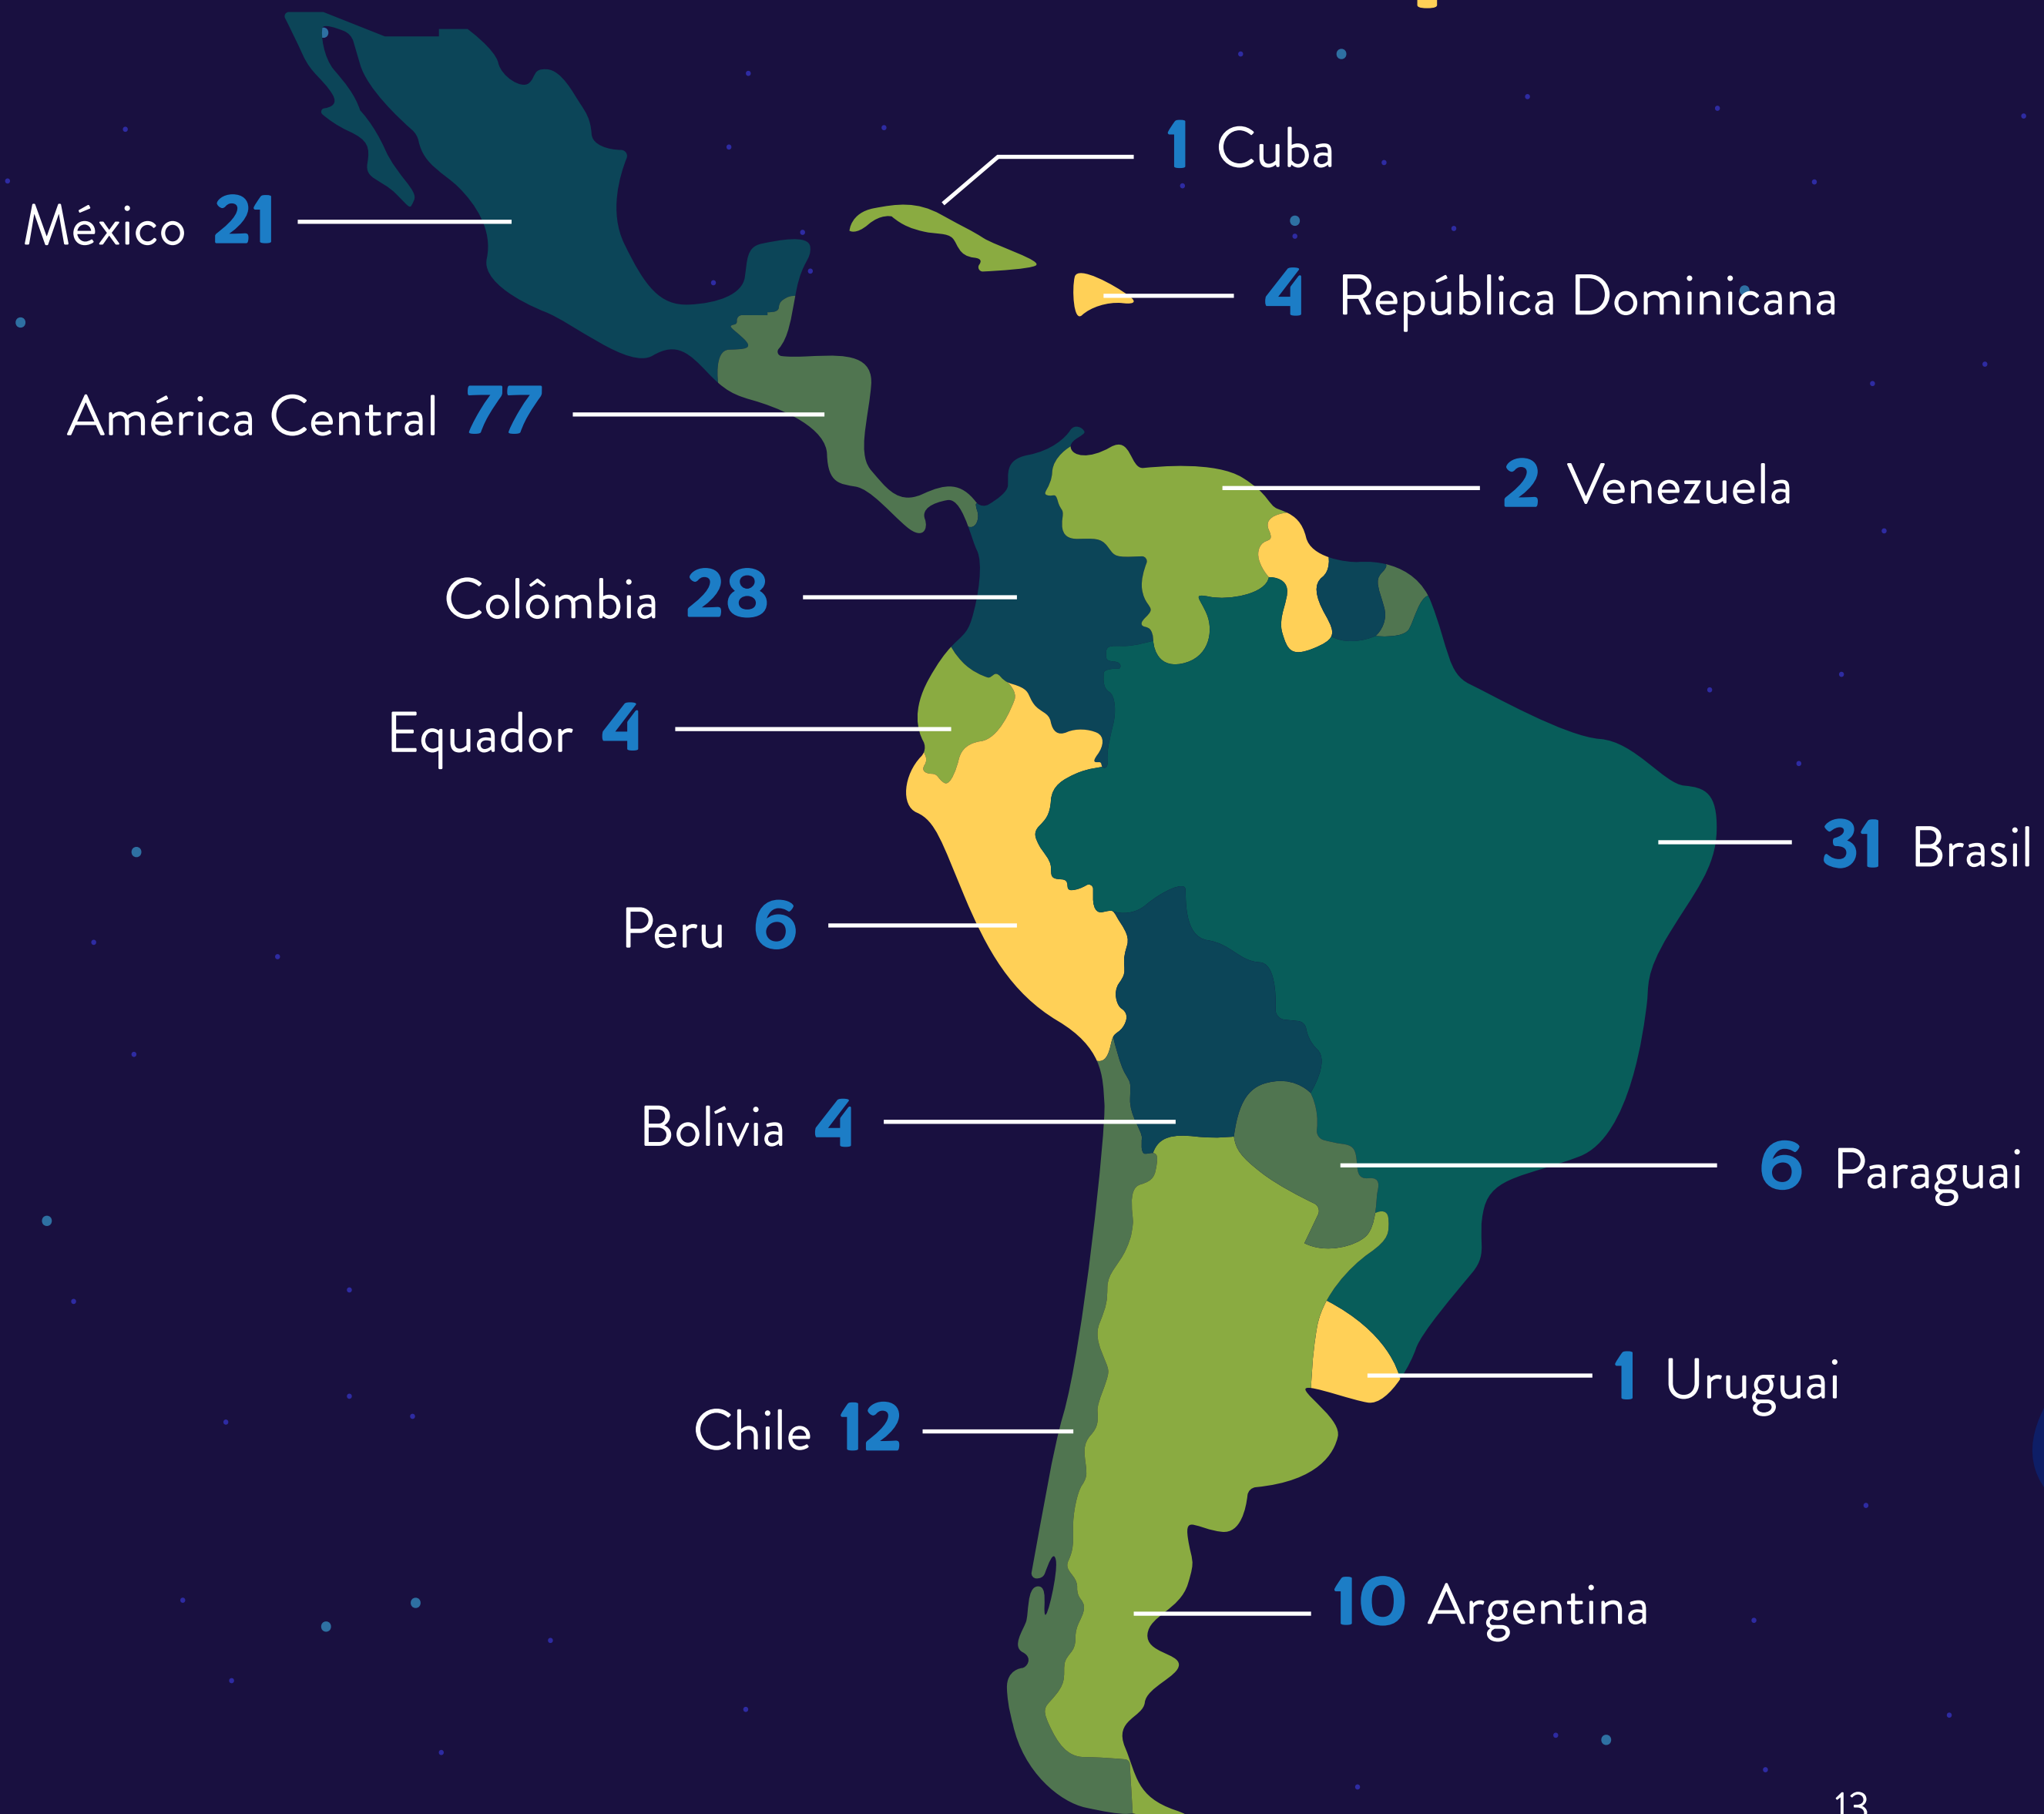 1 Cuba
México 21
4 República Dominicana
América Central 77
2 Venezuela
Colômbia 28
Equador 4
31 Brasil
Peru 6
Bolívia 4
6 Paraguai
1 Uruguai
Chile 12
10 Argentina
13